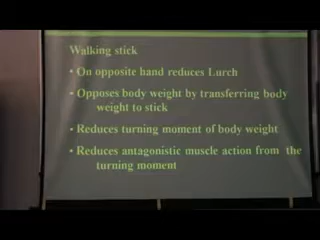 Walking stick
• On opposite hand reduces Lurch
• Opposes body weight by transferring body
weight to stick
• Reduces turning moment of body weight
• Reduces antagonistic muscle action from the
turning moment